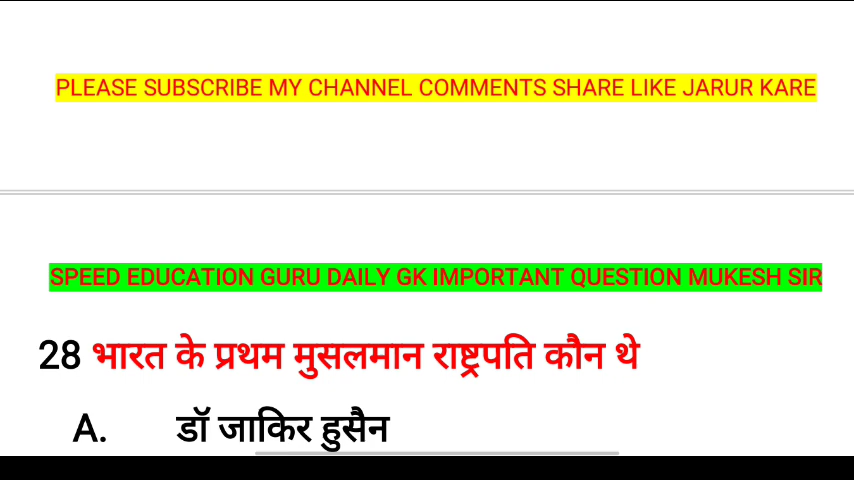 PLEASE SUBSCRIBE MY CHANNEL COMMENTS SHARE LIKE JARUR KARE
SPEED EDUCATION GURU DAILY GK IMPORTANT QUESTION MUKESH SIR
28 भारत के प्रथम मुसलमान राष्ट्रपति कौन थे
A. डॉ जाकिर हुसैन